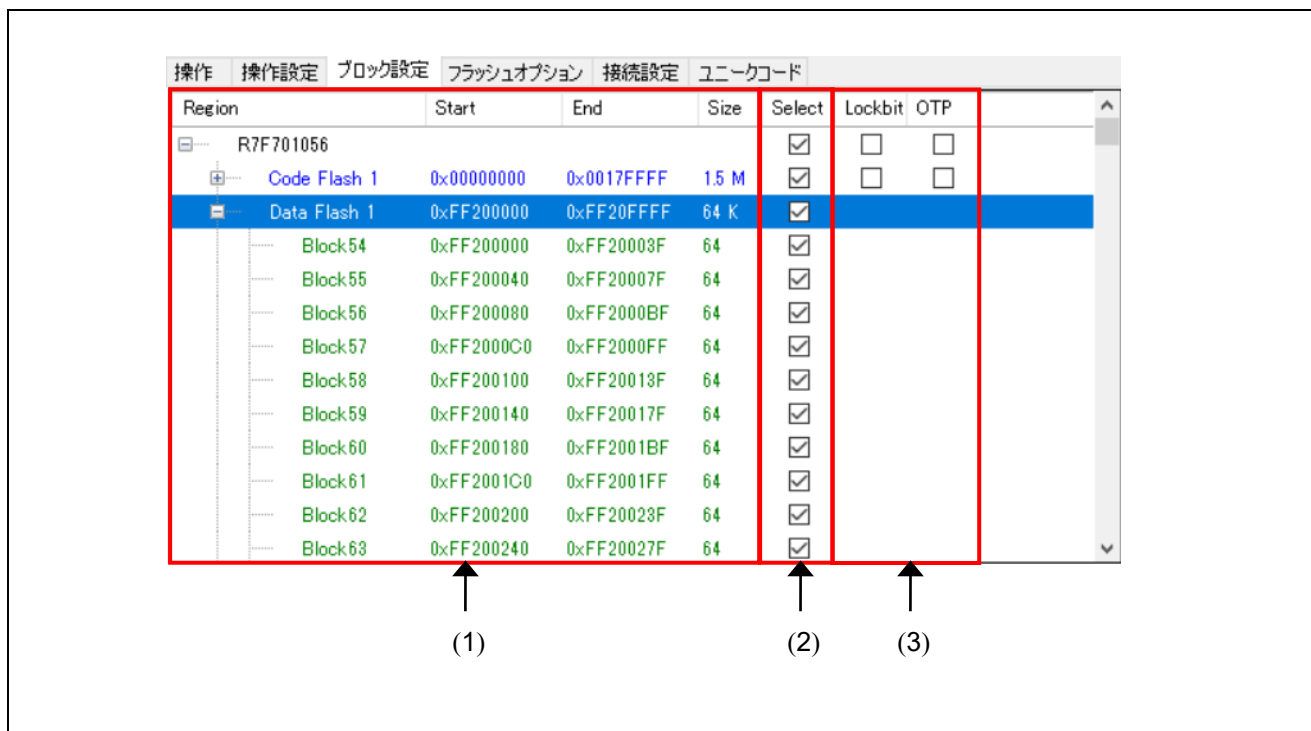 操作 操作設定 ブロック設定 フラッシュオプション 接続設定 ユニークコード
Region Start End Size Select Lockbit OTP
R7F701056
Code Flash 1 0x00000000 0x0017FFFF 1.5 M
Data Flash 1 0xFF200000 0xFF20FFFF 64 K
Block54 0xFF200000 0xFF20003F 64
Block55 0xFF200040 0xFF20007F 64
Block56 0xFF200080 0xFF2000BF 64
Block57 0xFF2000C0 0xFF2000FF 64
Block58 0xFF200100 0xFF20013F 64
Block59 0xFF200140 0xFF20017F 64
Block60 0xFF200180 0xFF2001BF 64
Block61 0xFF2001C0 0xFF2001FF 64
Block62 0xFF200200 0xFF20023F 64
Block63 0xFF200240 0xFF20027F 64
(1) (2) (3)